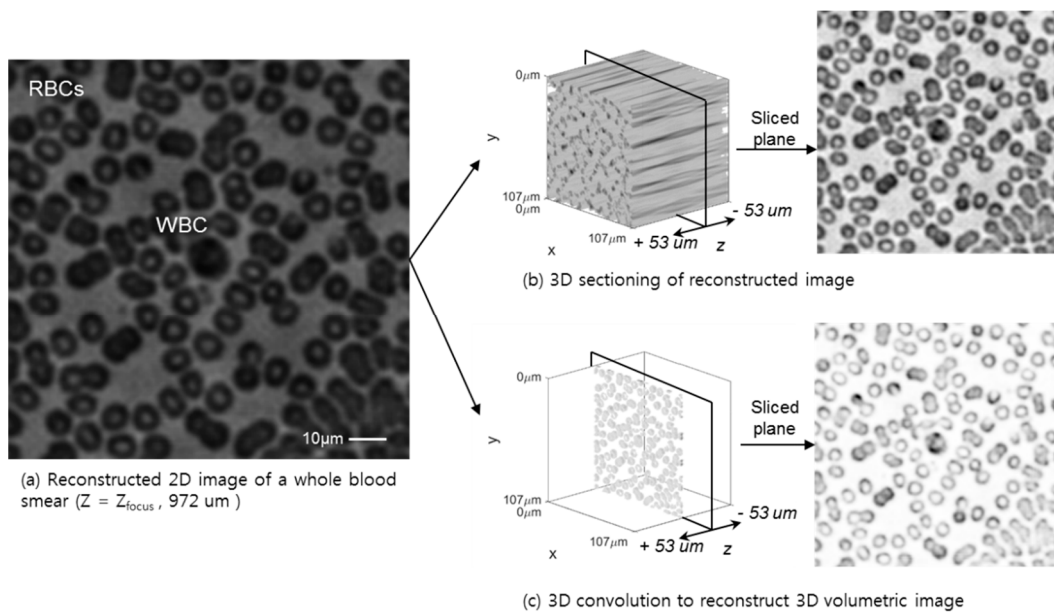 RBCs
WBC
10μm
(a) Reconstructed 2D image of a whole blood
smear (Z = Zfocus , 972 um )
0μm
y
107μm
0μm
x
107μm
+ 53 um
z
- 53 um
Sliced
plane
(b) 3D sectioning of reconstructed image
0μm
y
107μm
0μm
x
107μm
+ 53 um
z
- 53 um
Sliced
plane
(c) 3D convolution to reconstruct 3D volumetric image